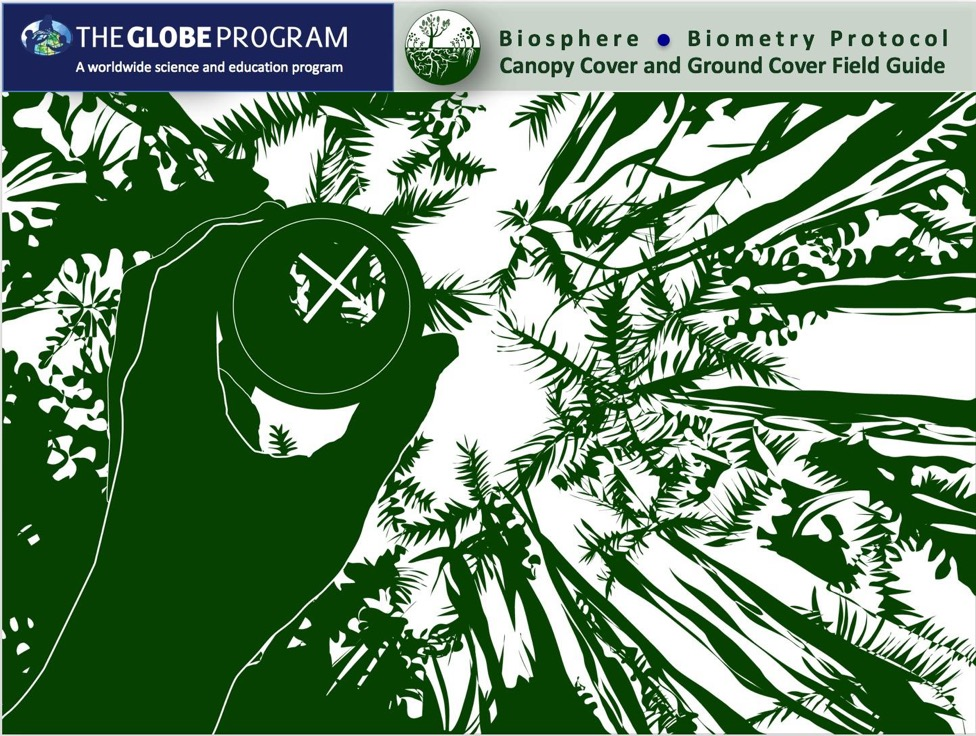 THE GLOBE PROGRAM
A worldwide science and education program
Biosphere ● Biometry Protocol
Canopy Cover and Ground Cover Field Guide